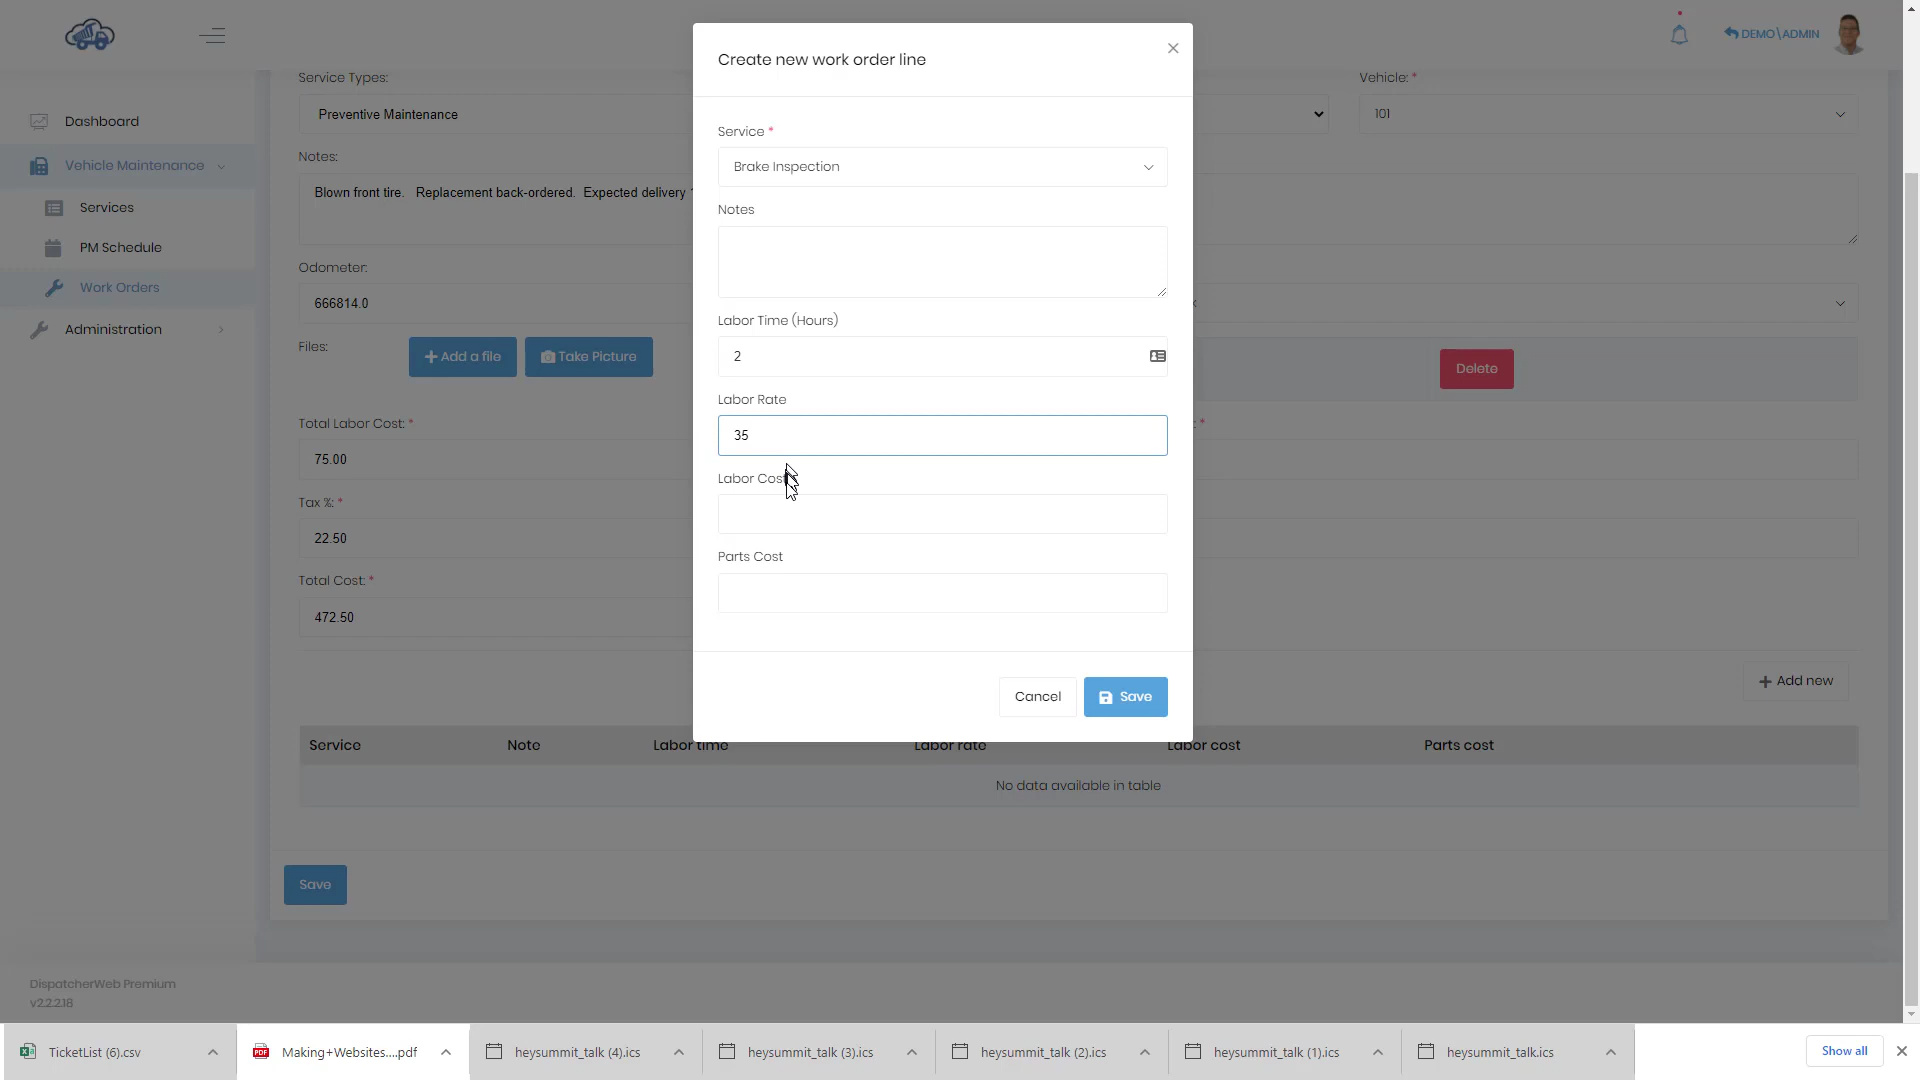 DEMO\ADMIN
Dashboard
Vehicle Maintenance
Services
PM Schedule
Work Orders
Administration
Service Types:
Preventive Maintenance
Vehicle: *
101
Notes:
Blown front tire. Replacement back-ordered. Expected delivery
Odometer:
666814.0
Files:
Add a file
Take Picture
Delete
Total Labor Cost: *
75.00
Tax %: *
22.50
Total Cost: *
472.50
Create new work order line
Service *
Brake Inspection
Notes
Labor Time (Hours)
2
Labor Rate
35
Labor Cost
Parts Cost
Cancel
Save
Add new
Service Note Labor time Labor rate Labor cost Parts cost
No data available in table
Save
DispatcherWeb Premium
v2.2.2.18
TicketList (6).csv
Making+Websites....pdf
heysummit_talk (4).ics
heysummit_talk (3).ics
heysummit_talk (2).ics
heysummit_talk (1).ics
heysummit_talk.ics
Show all